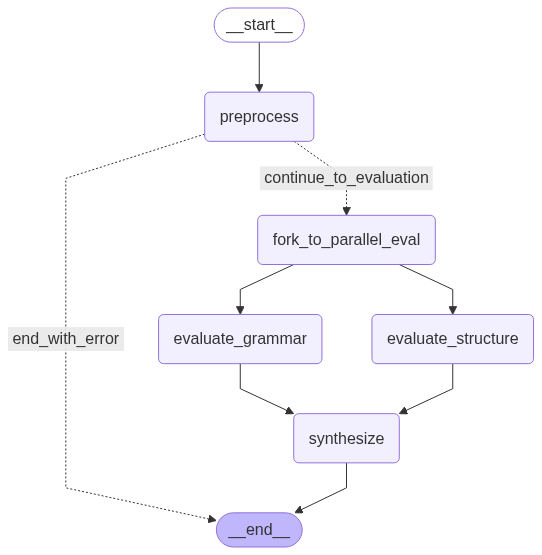 __start__
preprocess
continue_to_evaluation
fork_to_parallel_eval
end_with_error
evaluate_grammar
evaluate_structure
synthesize
__end__